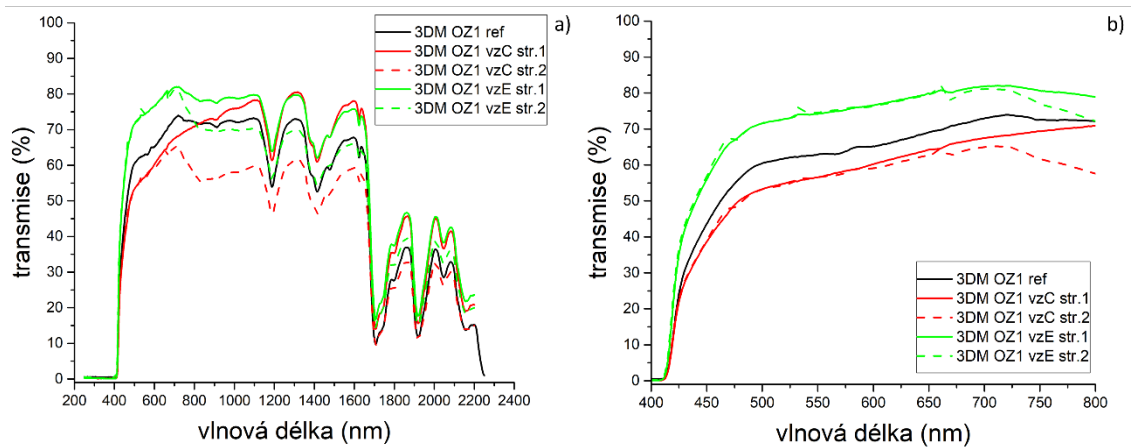 a)
3DM OZ1 ref
3DM OZ1 vzC str.1
3DM OZ1 vzC str.2
3DM OZ1 vzE str.1
3DM OZ1 vzE str.2
transmise (%)
100
90
80
70
60
50
40
30
20
10
0
200 400 600 800 1000 1200 1400 1600 1800 2000 2200 2400
vlnová délka (nm)
b)
transmise (%)
100
90
80
70
60
50
40
30
20
10
0
3DM OZ1 ref
3DM OZ1 vzC str.1
3DM OZ1 vzC str.2
3DM OZ1 vzE str.1
3DM OZ1 vzE str.2
400 450 500 550 600 650 700 750 800
vlnová délka (nm)